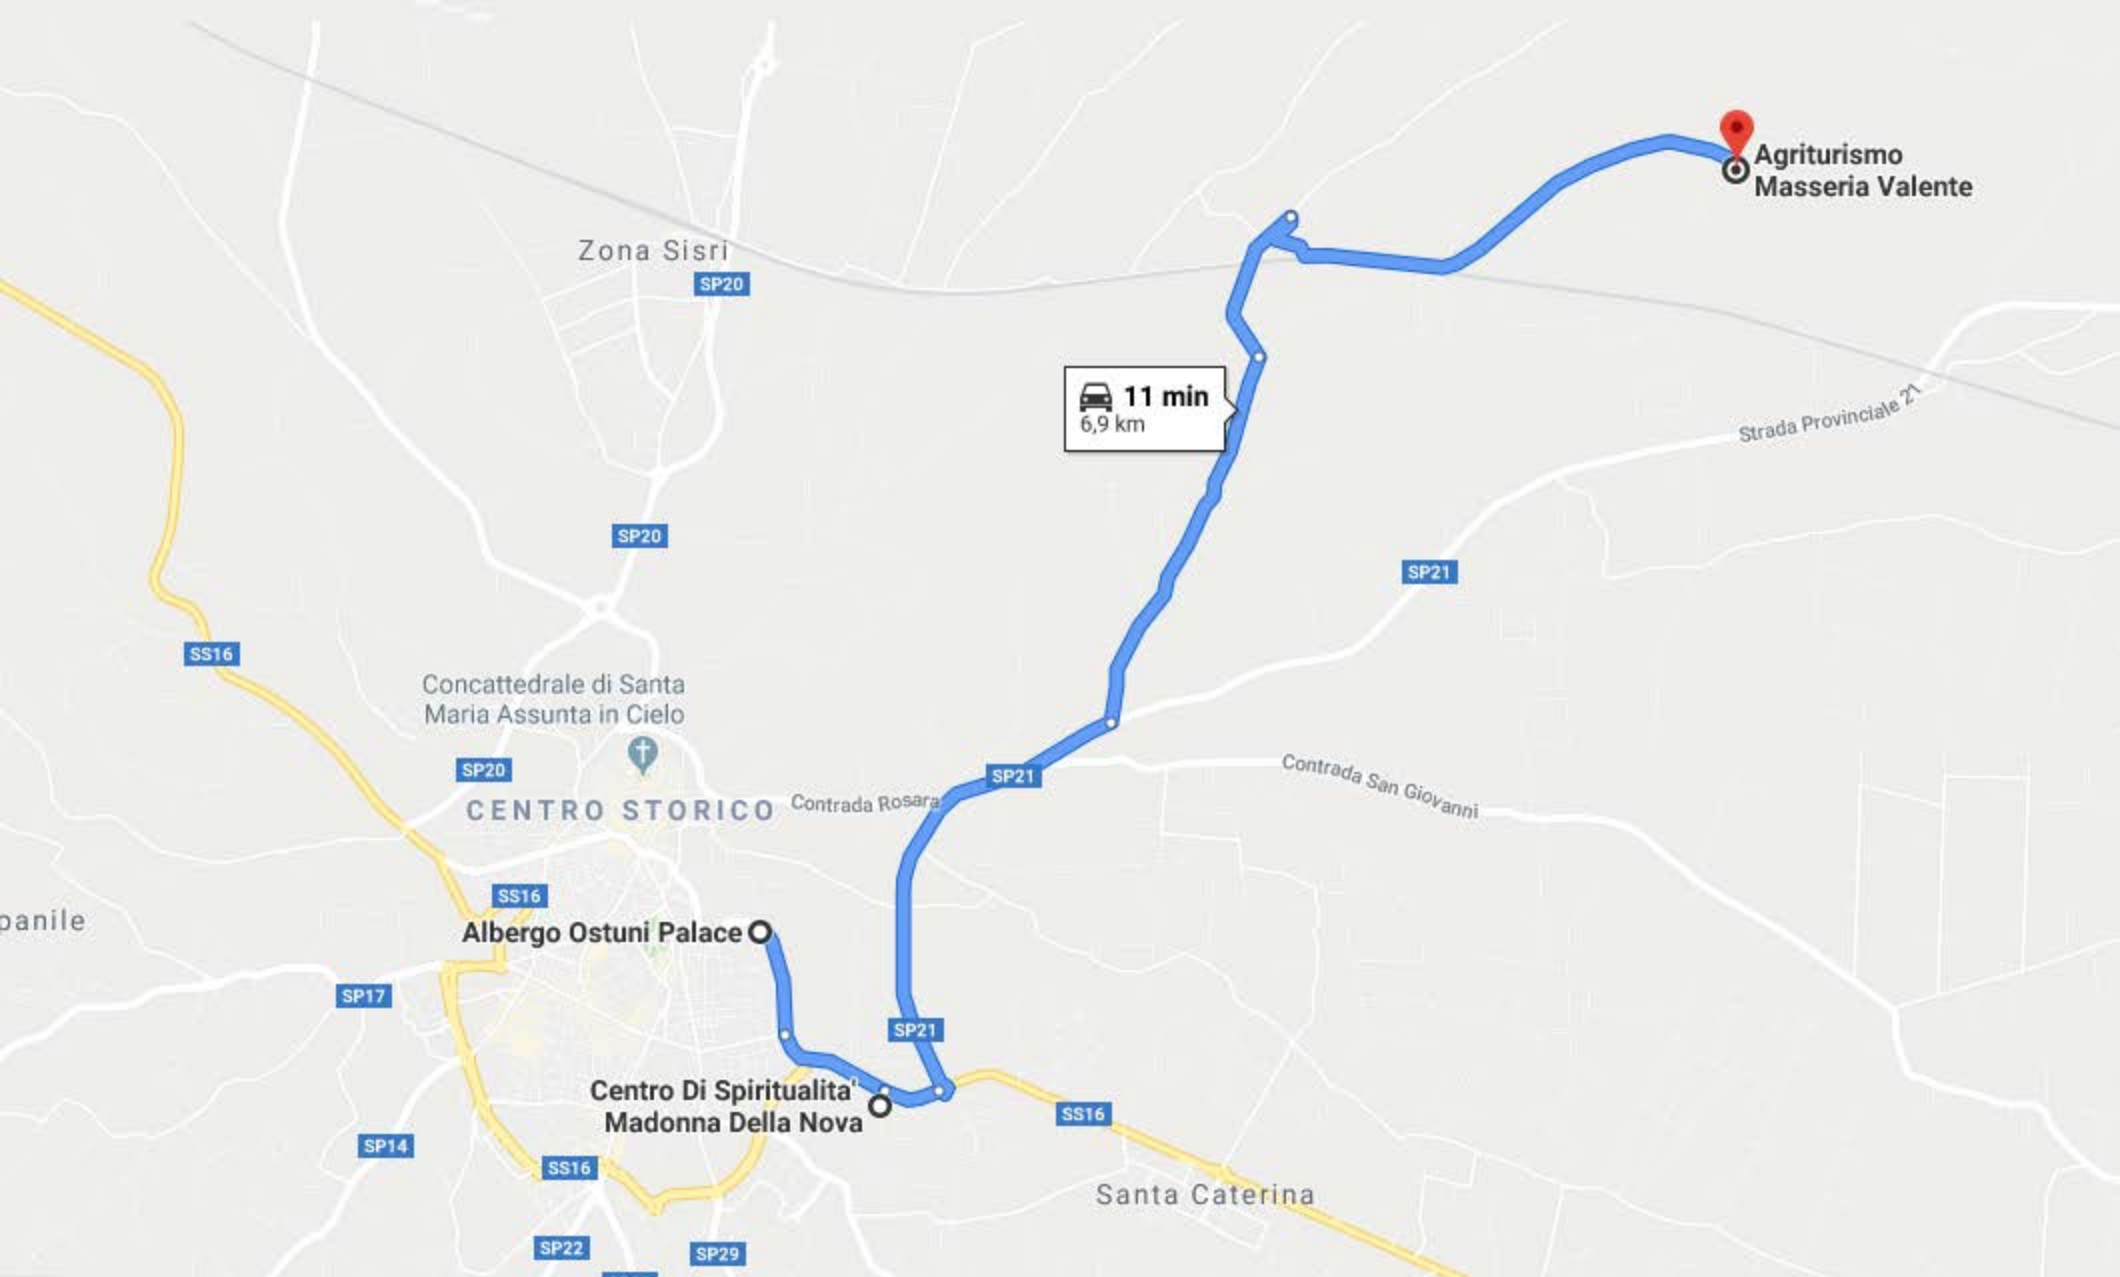 Agriturismo
Masseria Valente
Zona Sisri
SP20
11 min
6,9 km
Strada Provinciale 21
SP20
SP21
SS16
Concattedrale di Santa
Maria Assunta in Cielo
SP20
SP21
Contrada San Giovanni
CENTRO STORICO
Contrada Rosara
SS16
panile
Albergo Ostuni Palace
SP17
SP21
Centro Di Spiritualita'
Madonna Della Nova
SS16
SP14
SS16
Santa Caterina
SP22
SP29